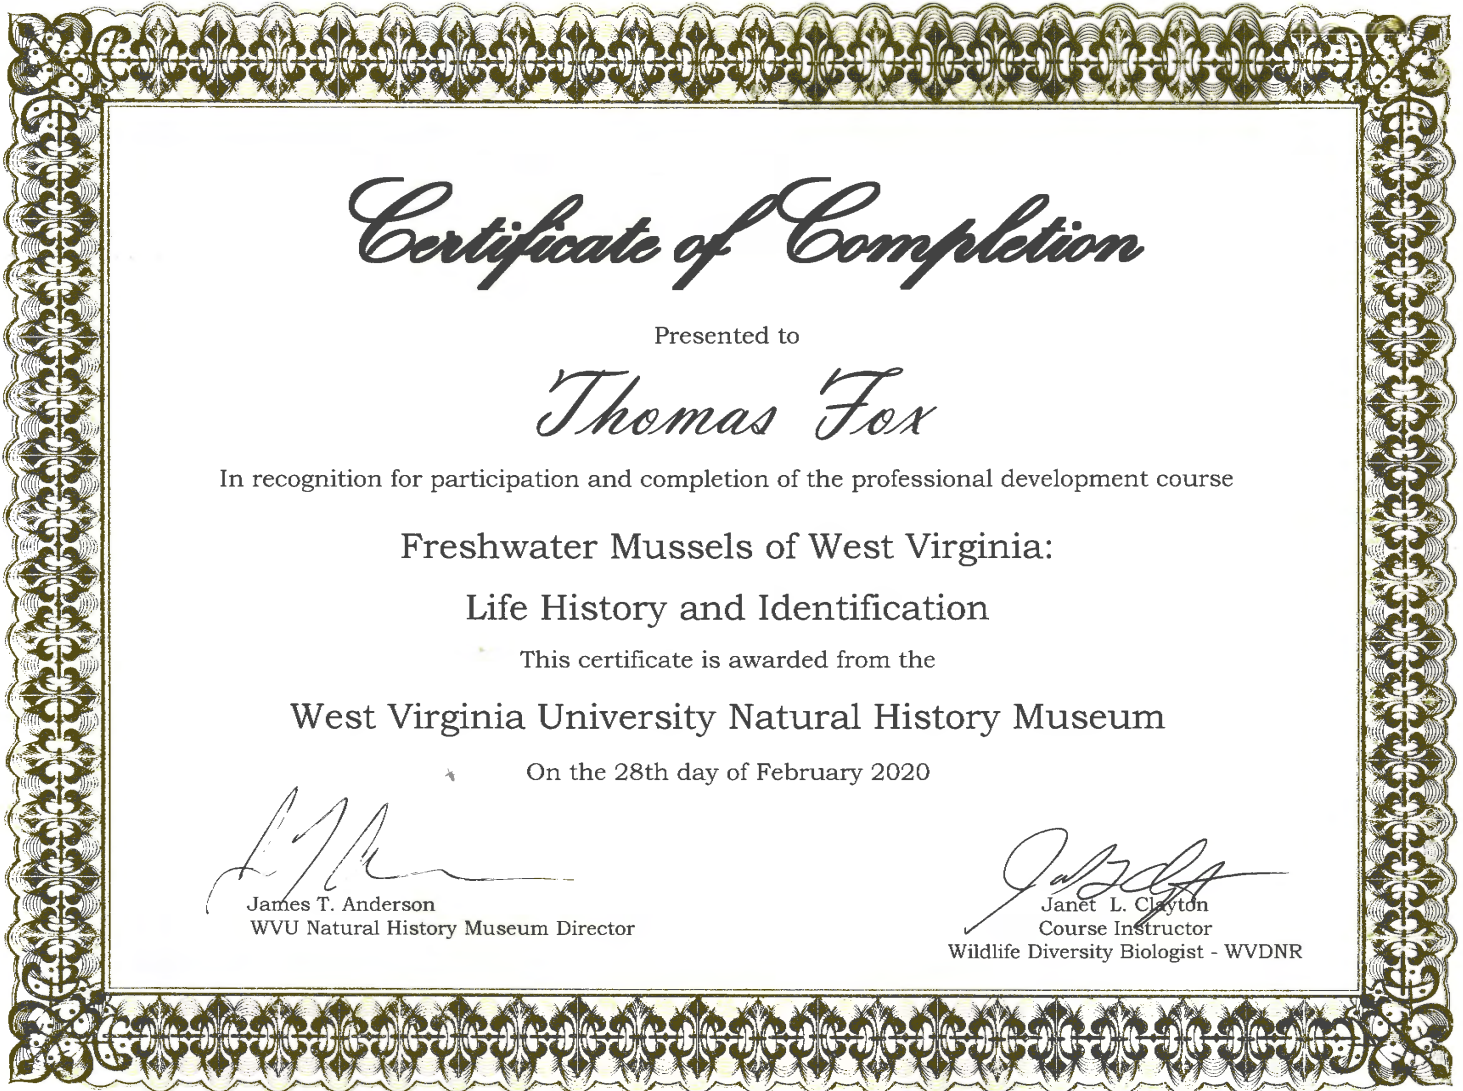 Certificate of Completion
Presented to
Thomas Fox
In recognition for participation and completion of the professional development course
Freshwater Mussels of West Virginia:
Life History and Identification
This certificate is awarded from the
West Virginia University Natural History Museum
On the 28th day of February 2020
James T. Anderson
WVU Natural History Museum Director
Janet L. Clayton
Course Instructor
Wildlife Diversity Biologist - WVDNR